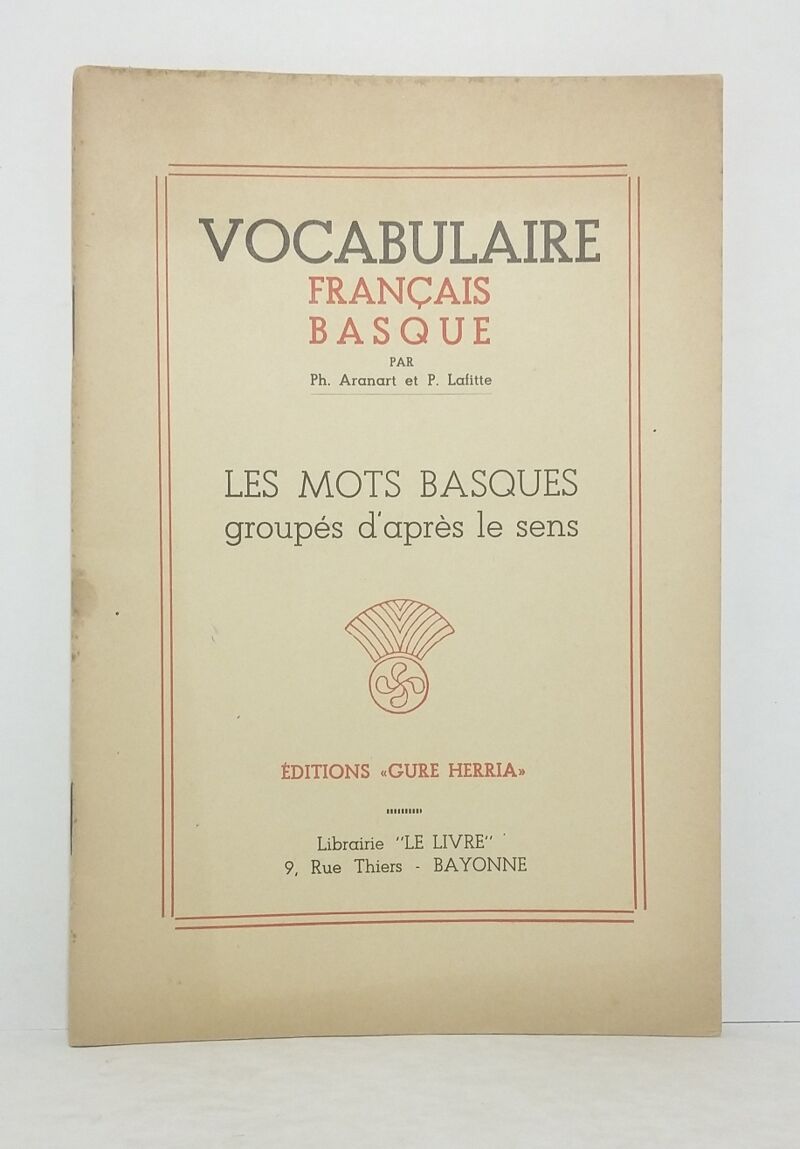 VOCABULAIRE
FRANÇAIS
BASQUE
PAR
Ph. Aranart et P. Lafitte
LES MOTS BASQUES
groupés d'après le sens
ÉDITIONS «GURE HERRIA»
Librairie "LE LIVRE"
9, Rue Thiers - BAYONNE